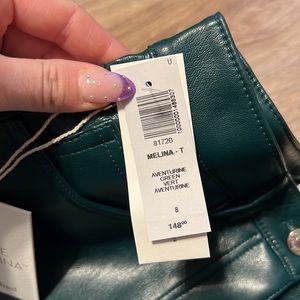 U
81720
MELINA - T
AVENTURINE
GREEN
VERT
AVENTURINE
8
148⁰⁰